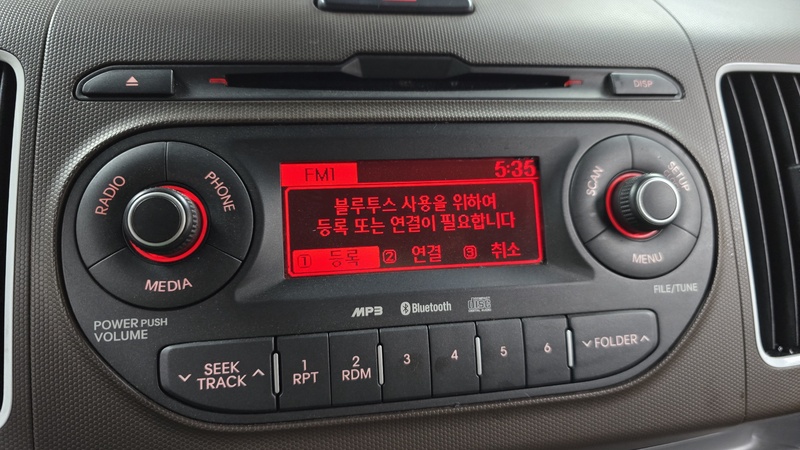 DISP
RADIO
PHONE
MEDIA
POWER PUSH
VOLUME
FM1 5:35
블루투스 사용을 위하여
등록 또는 연결이 필요합니다
① 등록 ② 연결 ③ 취소
SCAN
SETUP
MENU
FILE/TUNE
MP3 Bluetooth
SEEK
TRACK
1
RPT
2
RDM
3
4
5
6
FOLDER